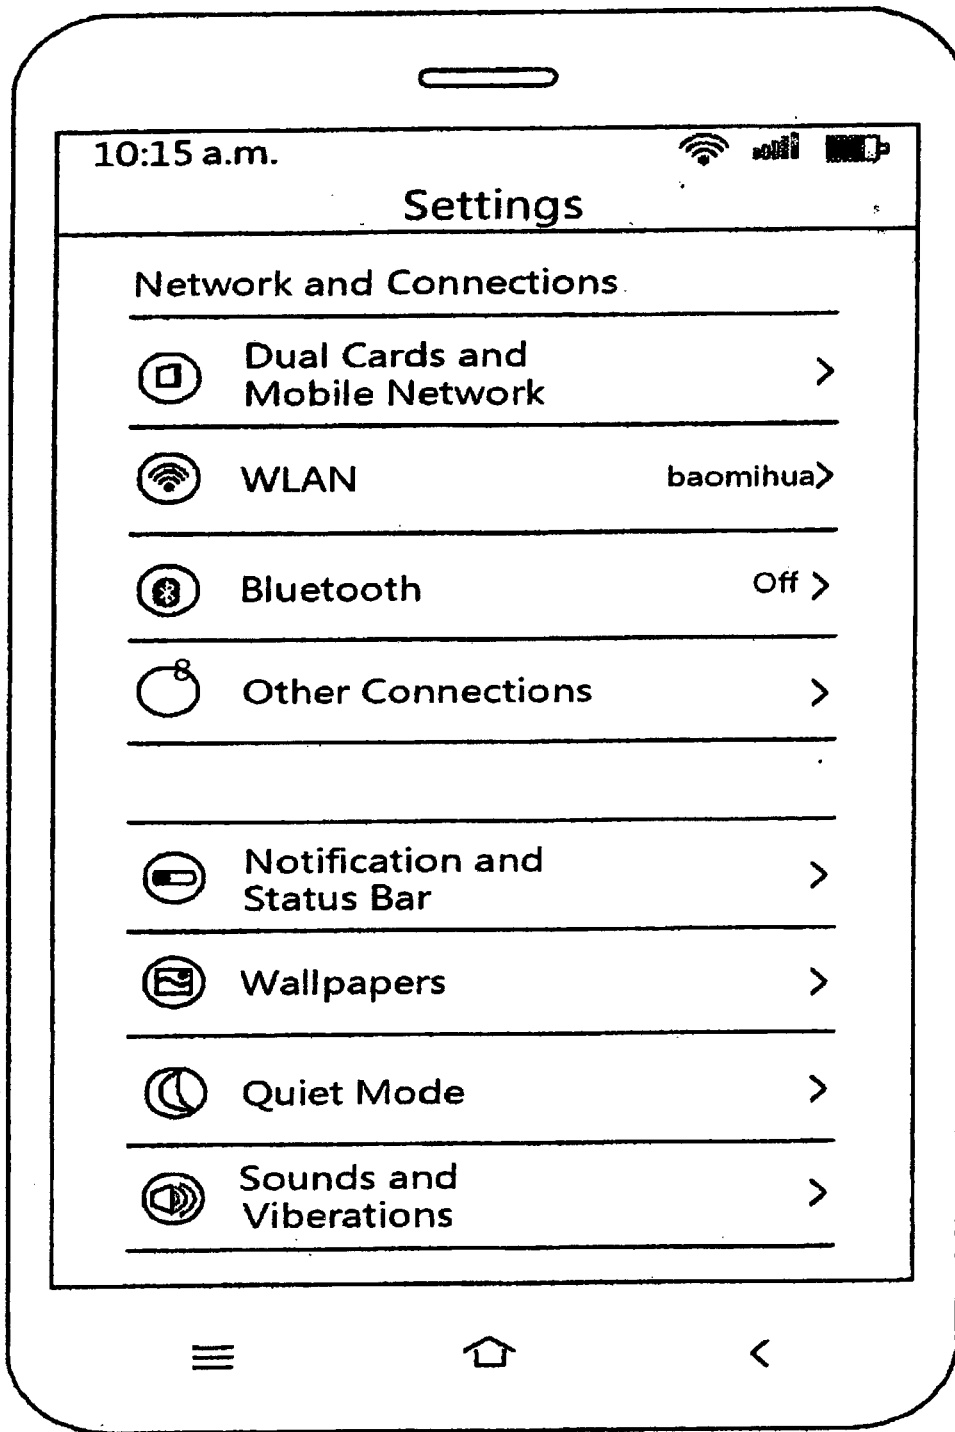 10:15 a.m.
Settings
Network and Connections
Dual Cards and
Mobile Network
>
WLAN
baomihua>
Bluetooth
Off >
8
Other Connections
>
Notification and
Status Bar
>
Wallpapers
>
Quiet Mode
>
Sounds and
Viberations
>